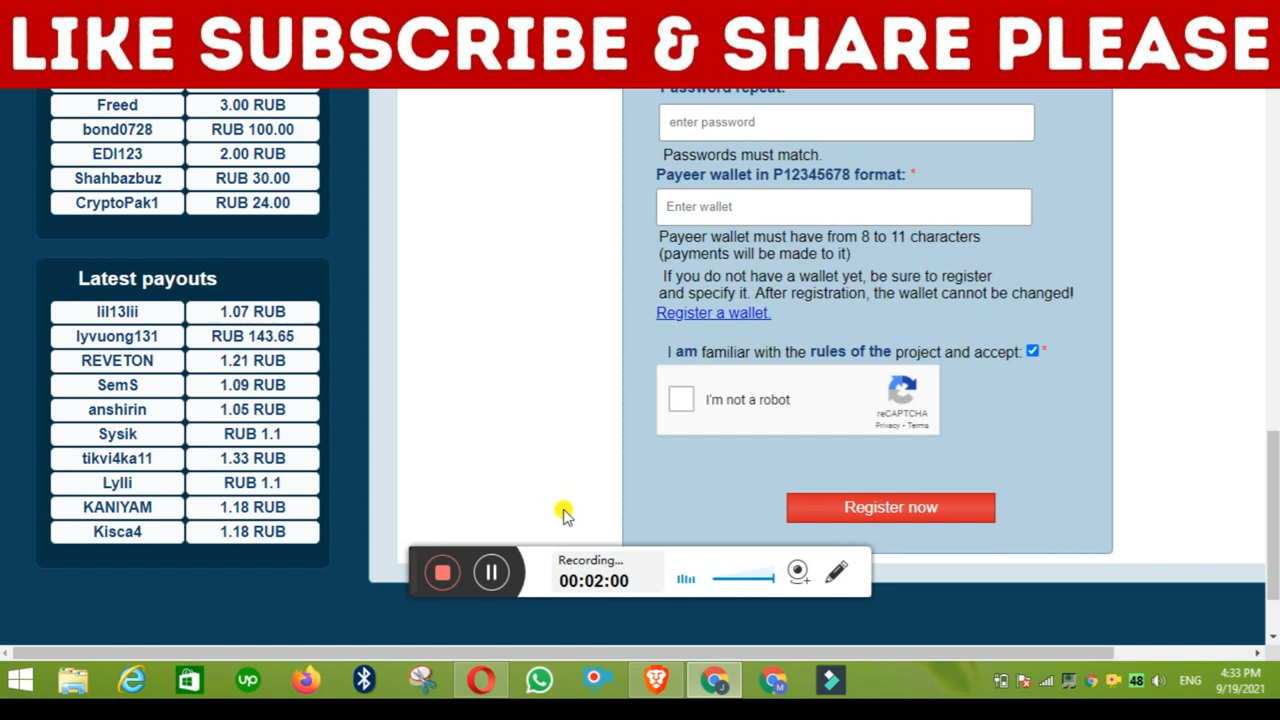 LIKE SUBSCRIBE & SHARE PLEASE
Freed 3.00 RUB
bond0728 RUB 100.00
EDI123 2.00 RUB
Shahbazbuz RUB 30.00
CryptoPak1 RUB 24.00
Latest payouts
lil13lii 1.07 RUB
lyvuong131 RUB 143.65
REVETON 1.21 RUB
SemS 1.09 RUB
anshirin 1.05 RUB
Sysik RUB 1.1
tikvi4ka11 1.33 RUB
Lylli RUB 1.1
KANIYAM 1.18 RUB
Kisca4 1.18 RUB
Password repeat:
enter password
Passwords must match.
Payeer wallet in P12345678 format: *
Enter wallet
Payeer wallet must have from 8 to 11 characters
(payments will be made to it)
If you do not have a wallet yet, be sure to register
and specify it. After registration, the wallet cannot be changed!
Register a wallet.
I am familiar with the rules of the project and accept: *
I'm not a robot
reCAPTCHA
Privacy - Terms
Register now
Recording...
00:02:00
up
J
M
48
ENG
4:33 PM
9/19/2021